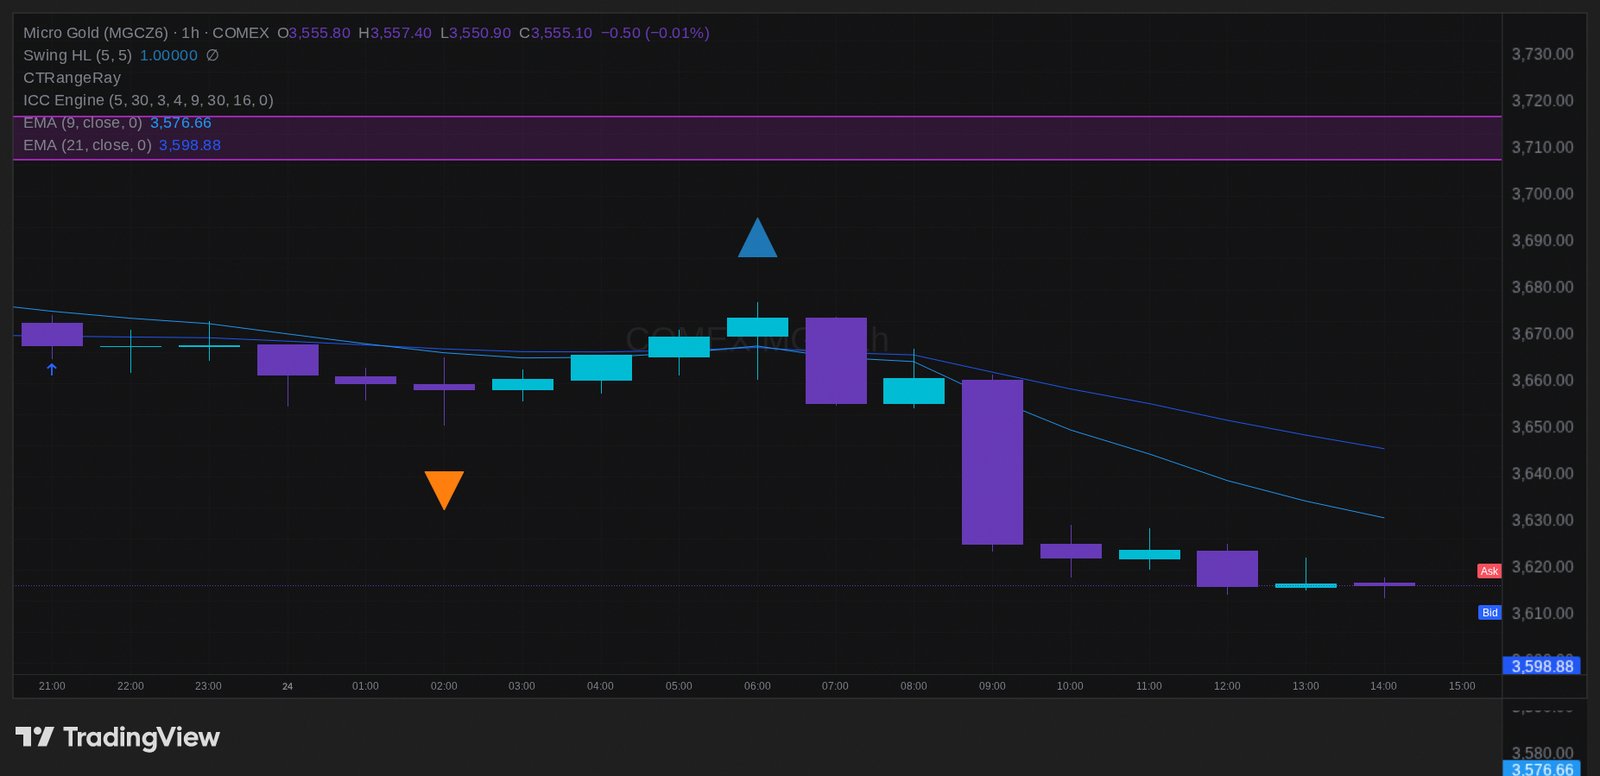 Micro Gold (MGCZ6) · 1h · COMEX O3,555.80 H3,557.40 L3,550.90 C3,555.10 −0.50 (−0.01%)
Swing HL (5, 5) 1.00000 ∅
CTRangeRay
ICC Engine (5, 30, 3, 4, 9, 30, 16, 0)
EMA (9, close, 0) 3,576.66
EMA (21, close, 0) 3,598.88
3,730.00
3,720.00
3,710.00
3,700.00
3,690.00
3,680.00
3,670.00
3,660.00
3,650.00
3,640.00
3,630.00
3,620.00
3,610.00
Ask
Bid
3,598.88
21:00 22:00 23:00 24 01:00 02:00 03:00 04:00 05:00 06:00 07:00 08:00 09:00 10:00 11:00 12:00 13:00 14:00 15:00
3,580.00
3,576.66
TradingView